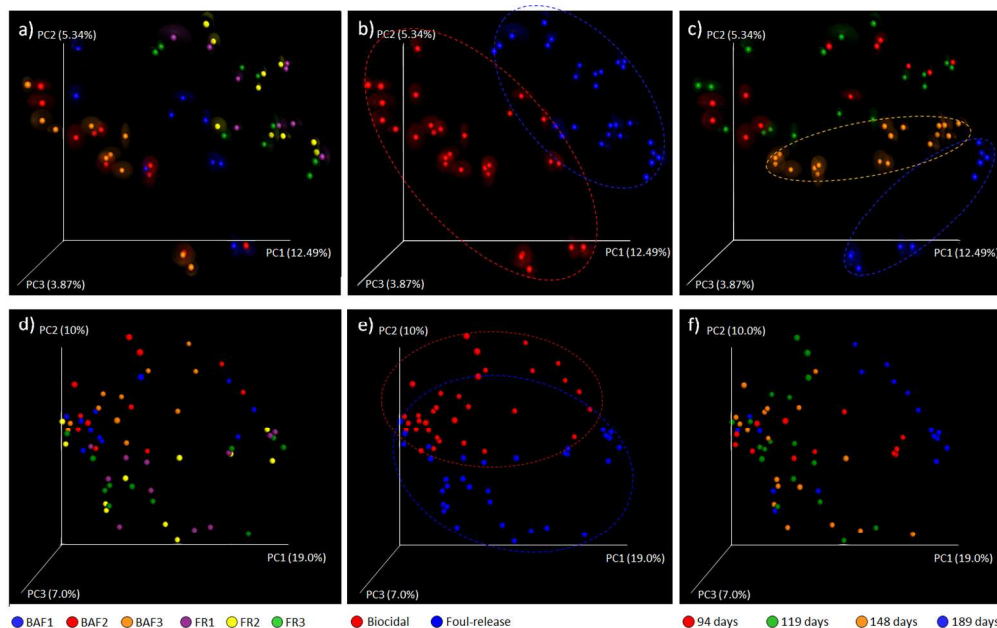 a)
PC2 (5.34%)
PC1 (12.49%)
PC3 (3.87%)
b)
PC2 (5.34%)
PC1 (12.49%)
PC3 (3.87%)
c)
PC2 (5.34%)
PC1 (12.49%)
PC3 (3.87%)
d)
PC2 (10%)
PC1 (19.0%)
PC3 (7.0%)
e)
PC2 (10%)
PC1 (19.0%)
PC3 (7.0%)
f)
PC2 (10.0%)
PC1 (19.0%)
PC3 (7.0%)
BAF1 BAF2 BAF3 FR1 FR2 FR3
Biocidal Foul-release
94 days 119 days 148 days 189 days